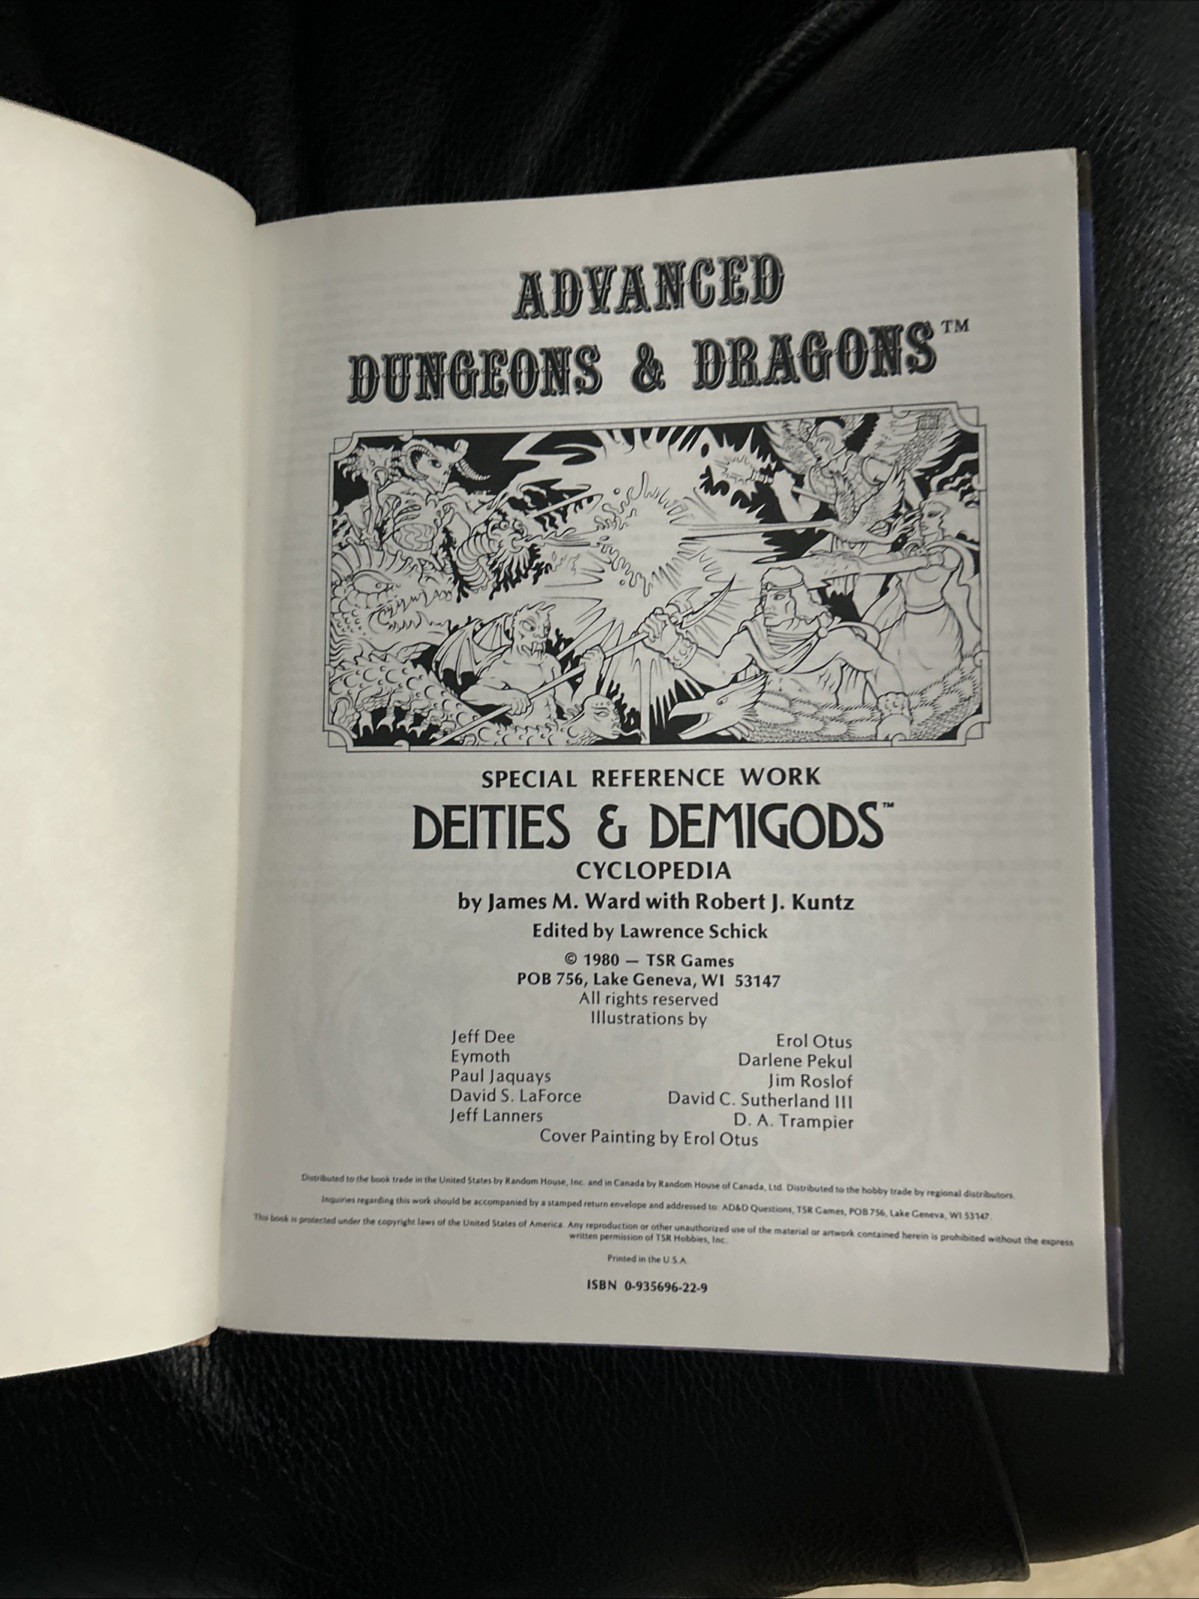 ADVANCED
DUNGEONS & DRAGONS™
SPECIAL REFERENCE WORK
DEITIES & DEMIGODS™
CYCLOPEDIA
by James M. Ward with Robert J. Kuntz
Edited by Lawrence Schick
© 1980 — TSR Games
POB 756, Lake Geneva, WI 53147
All rights reserved
Illustrations by
Jeff Dee
Eymoth
Paul Jaquays
David S. LaForce
Jeff Lanners
Erol Otus
Darlene Pekul
Jim Roslof
David C. Sutherland III
D. A. Trampier
Cover Painting by Erol Otus
Distributed to the book trade in the United States by Random House, Inc. and in Canada by Random House of Canada, Ltd. Distributed to the hobby trade by regional distributors.
Inquiries regarding this work should be accompanied by a stamped return envelope and addressed to: AD&D Questions, TSR Games, POB 756, Lake Geneva, WI 53147.
This book is protected under the copyright laws of the United States of America. Any reproduction or other unauthorized use of the material or artwork contained herein is prohibited without the express
written permission of TSR Hobbies, Inc.
Printed in the U.S.A.
ISBN 0-935696-22-9